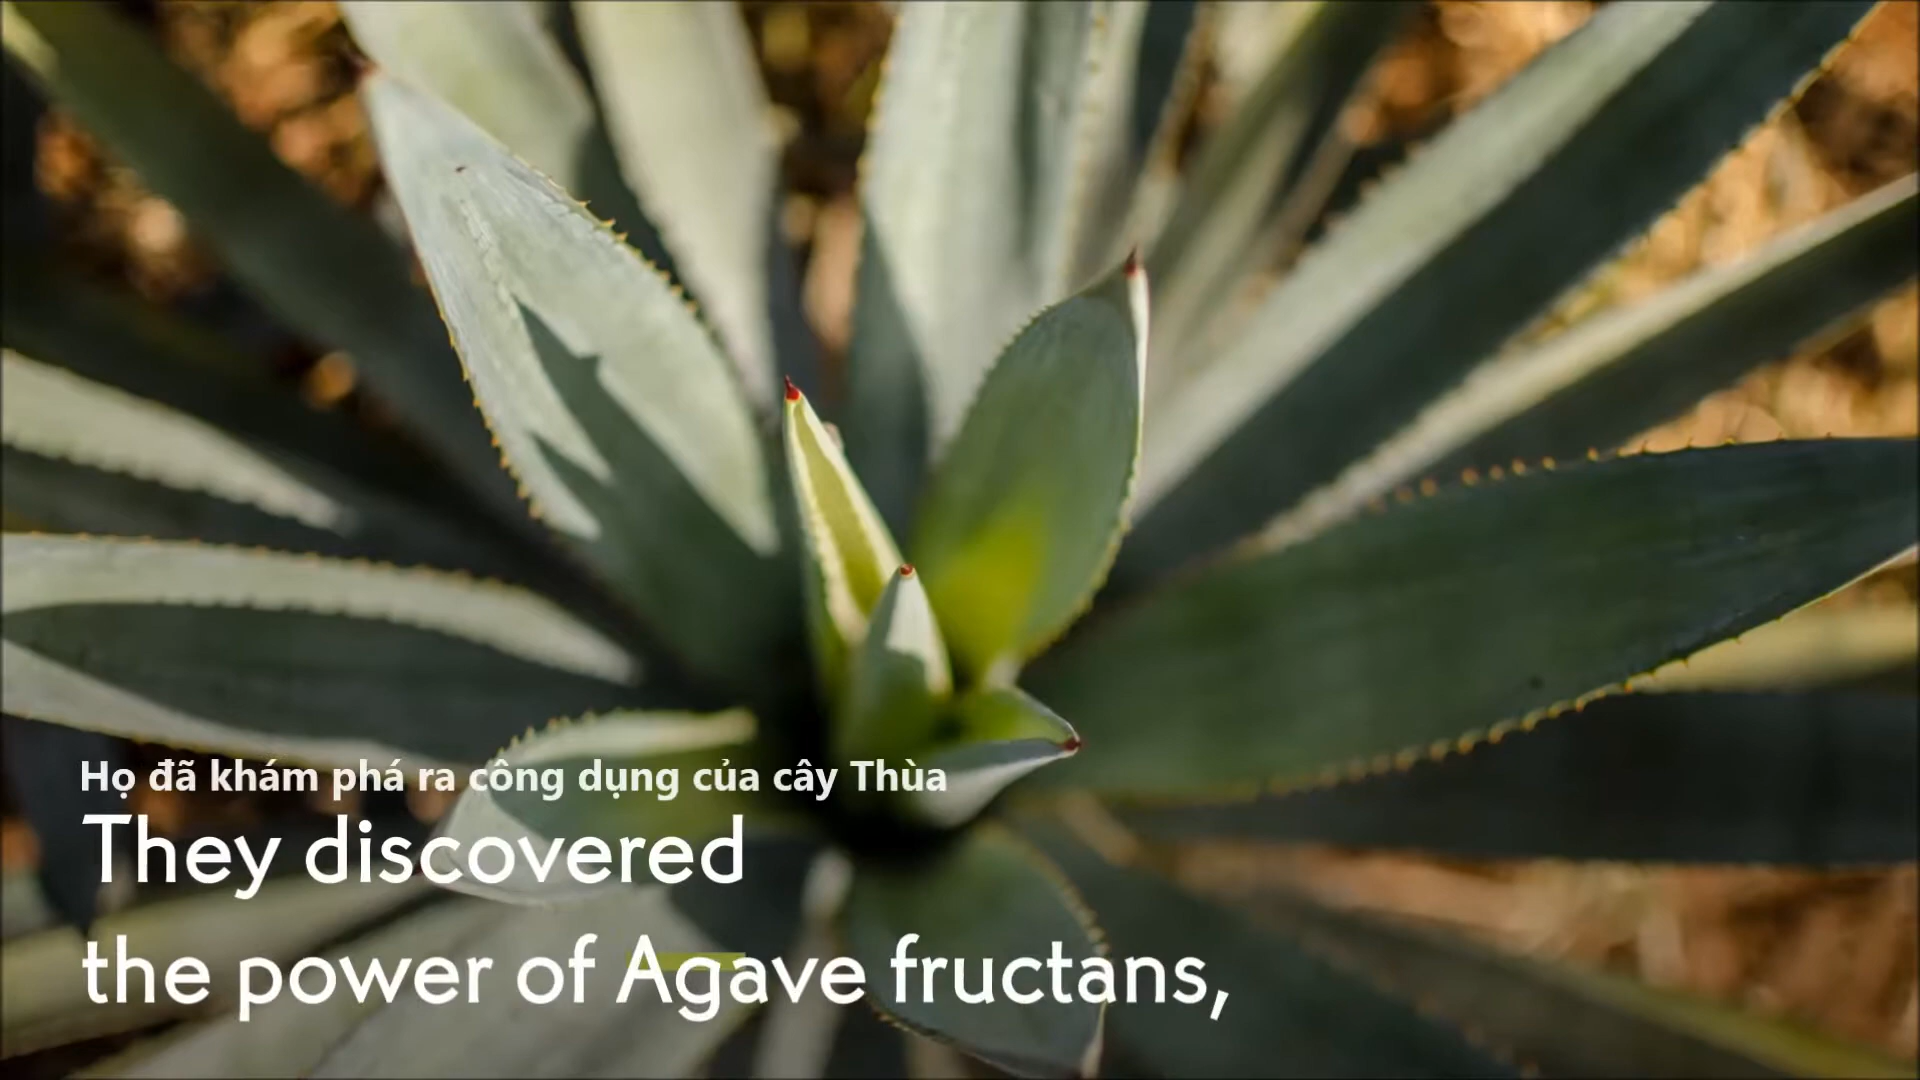 Họ đã khám phá ra công dụng của cây Thùa
They discovered
the power of Agave fructans,